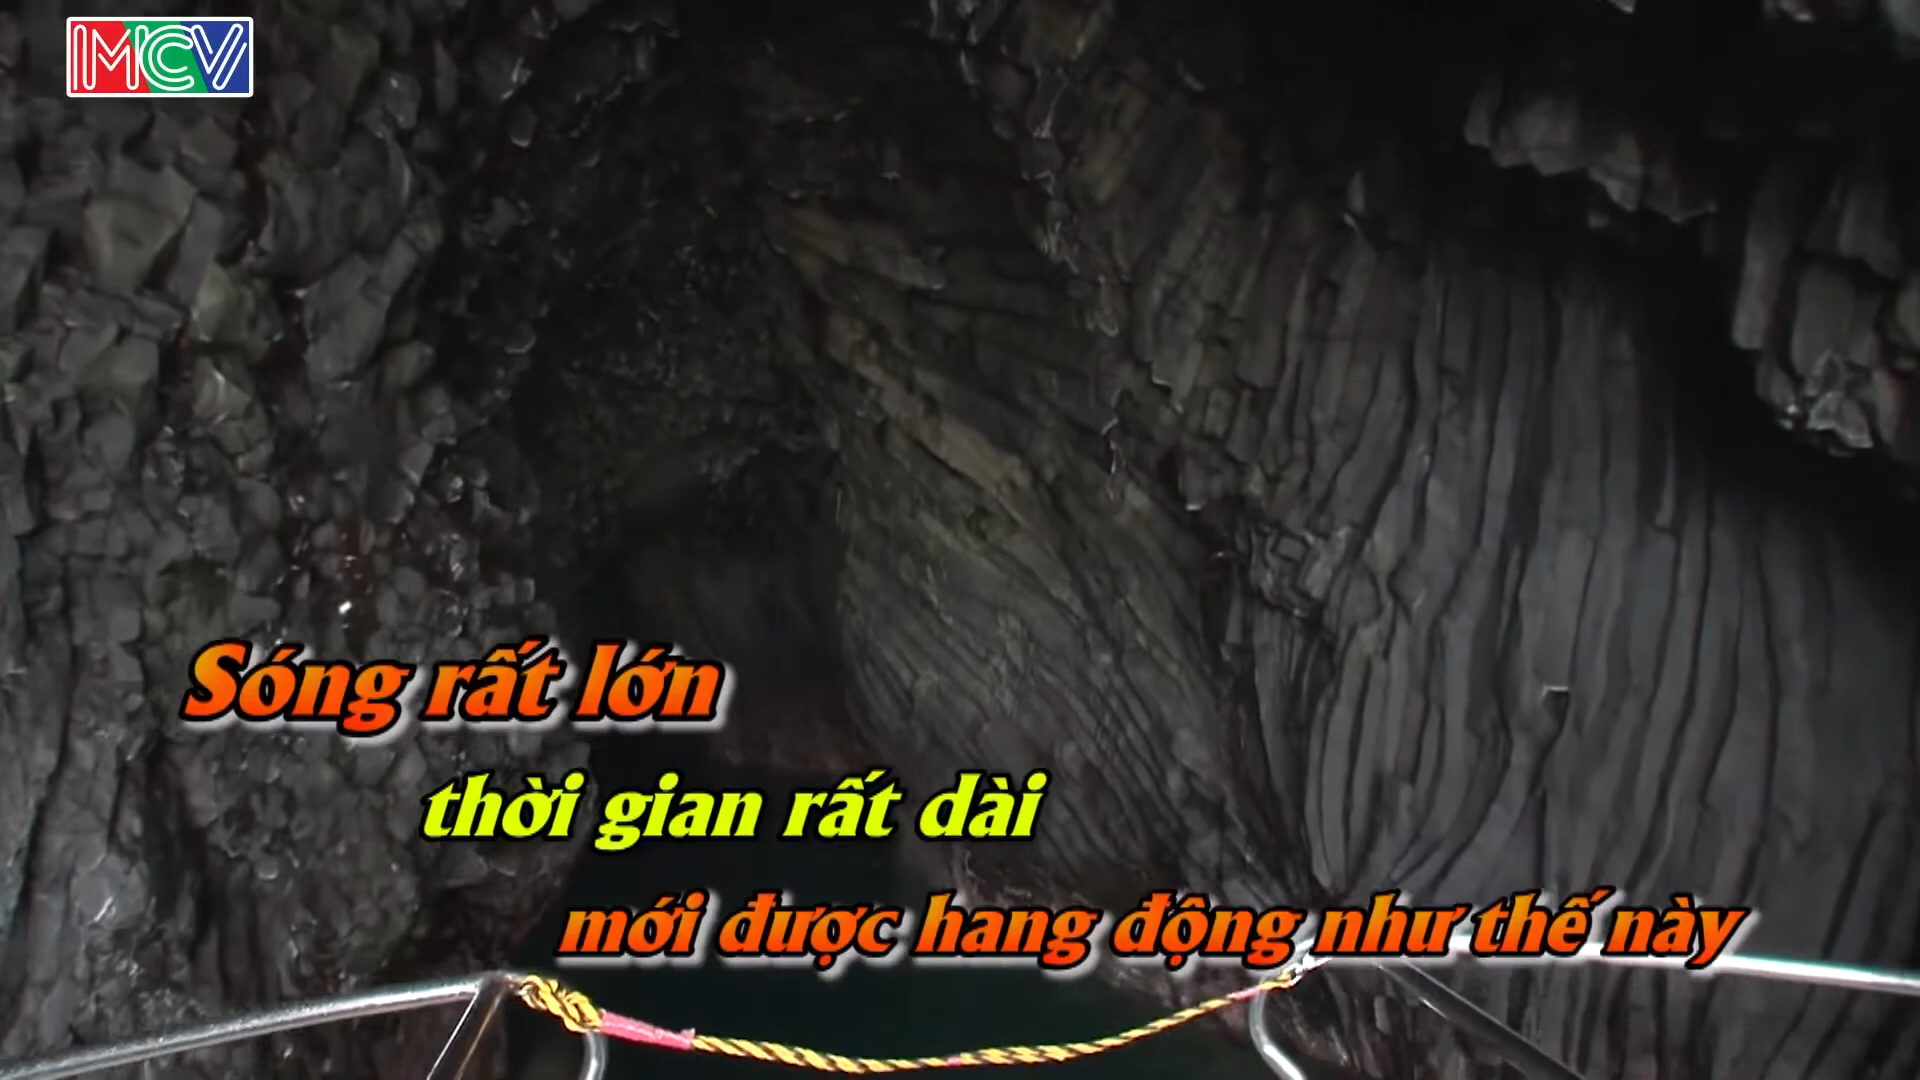 MCV
Sóng rất lớn
thời gian rất dài
mới được hang động như thế này